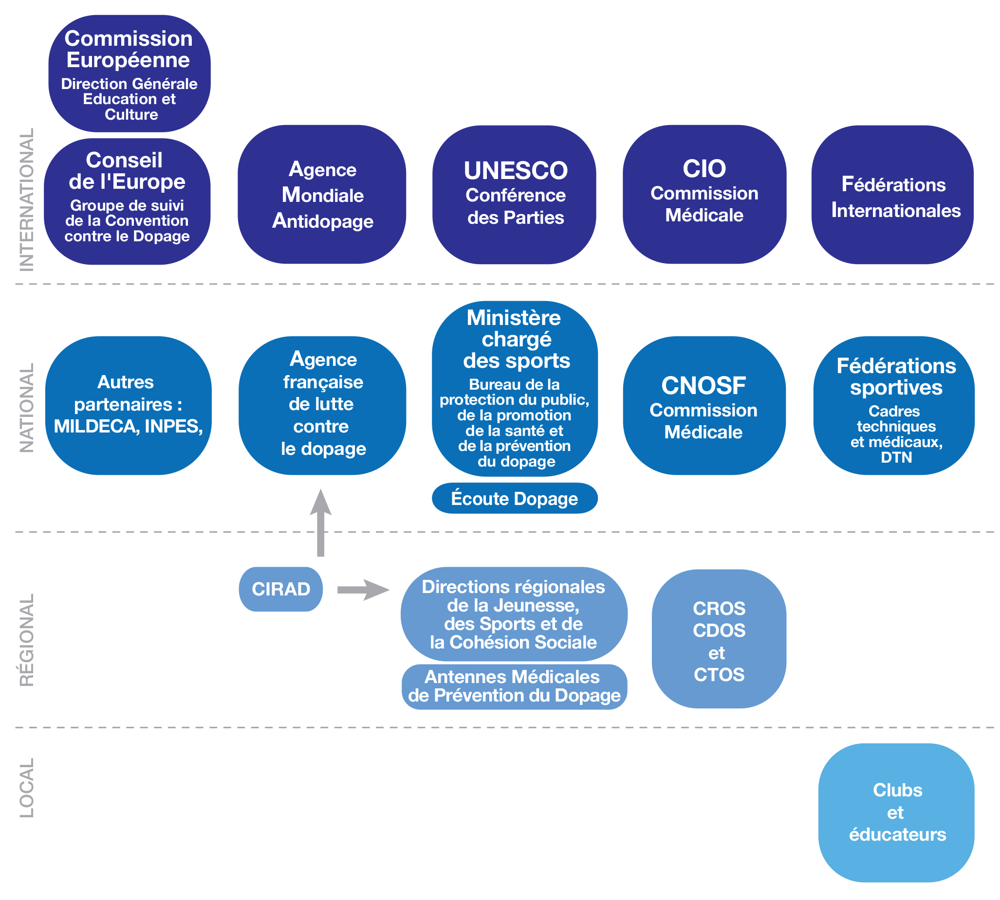 INTERNATIONAL
Commission
Européenne
Direction Générale
Education et
Culture
Conseil
de l'Europe
Groupe de suivi
de la Convention
contre le Dopage
Agence
Mondiale
Antidopage
UNESCO
Conférence
des Parties
CIO
Commission
Médicale
Fédérations
Internationales
NATIONAL
Autres
partenaires :
MILDECA, INPES,
Agence
française
de lutte
contre
le dopage
Ministère
chargé
des sports
Bureau de la
protection du public,
de la promotion
de la santé et
de la prévention
du dopage
Écoute Dopage
CNOSF
Commission
Médicale
Fédérations
sportives
Cadres
techniques
et médicaux,
DTN
RÉGIONAL
CIRAD
Directions régionales
de la Jeunesse,
des Sports et de
la Cohésion Sociale
Antennes Médicales
de Prévention du Dopage
CROS
CDOS
et
CTOS
LOCAL
Clubs
et
éducateurs